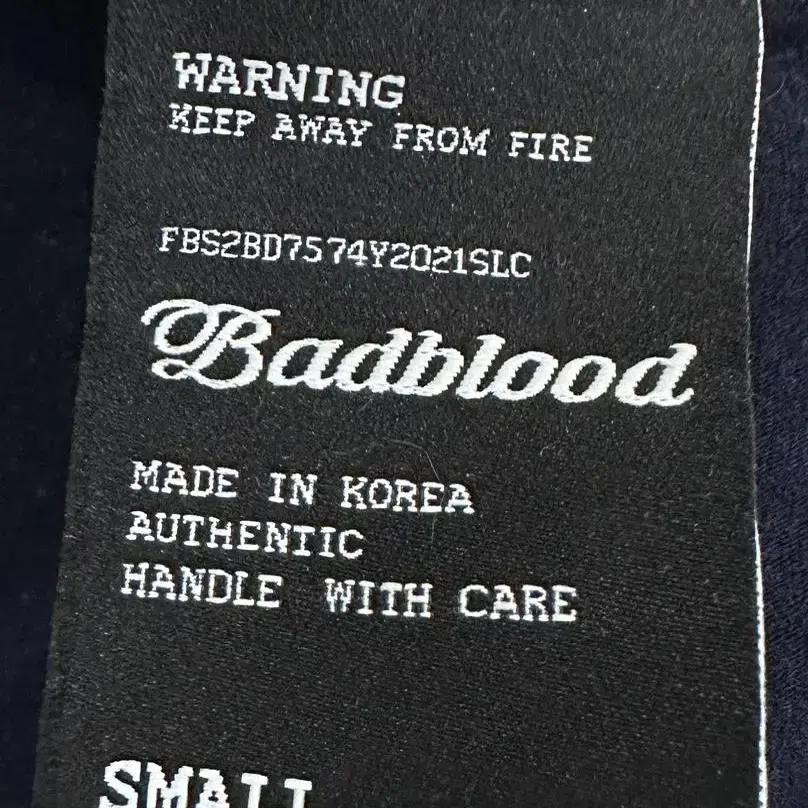 WARNING
KEEP AWAY FROM FIRE
FBS2BD7574Y2021SLC
Badblood
MADE IN KOREA
AUTHENTIC
HANDLE WITH CARE
SMALL